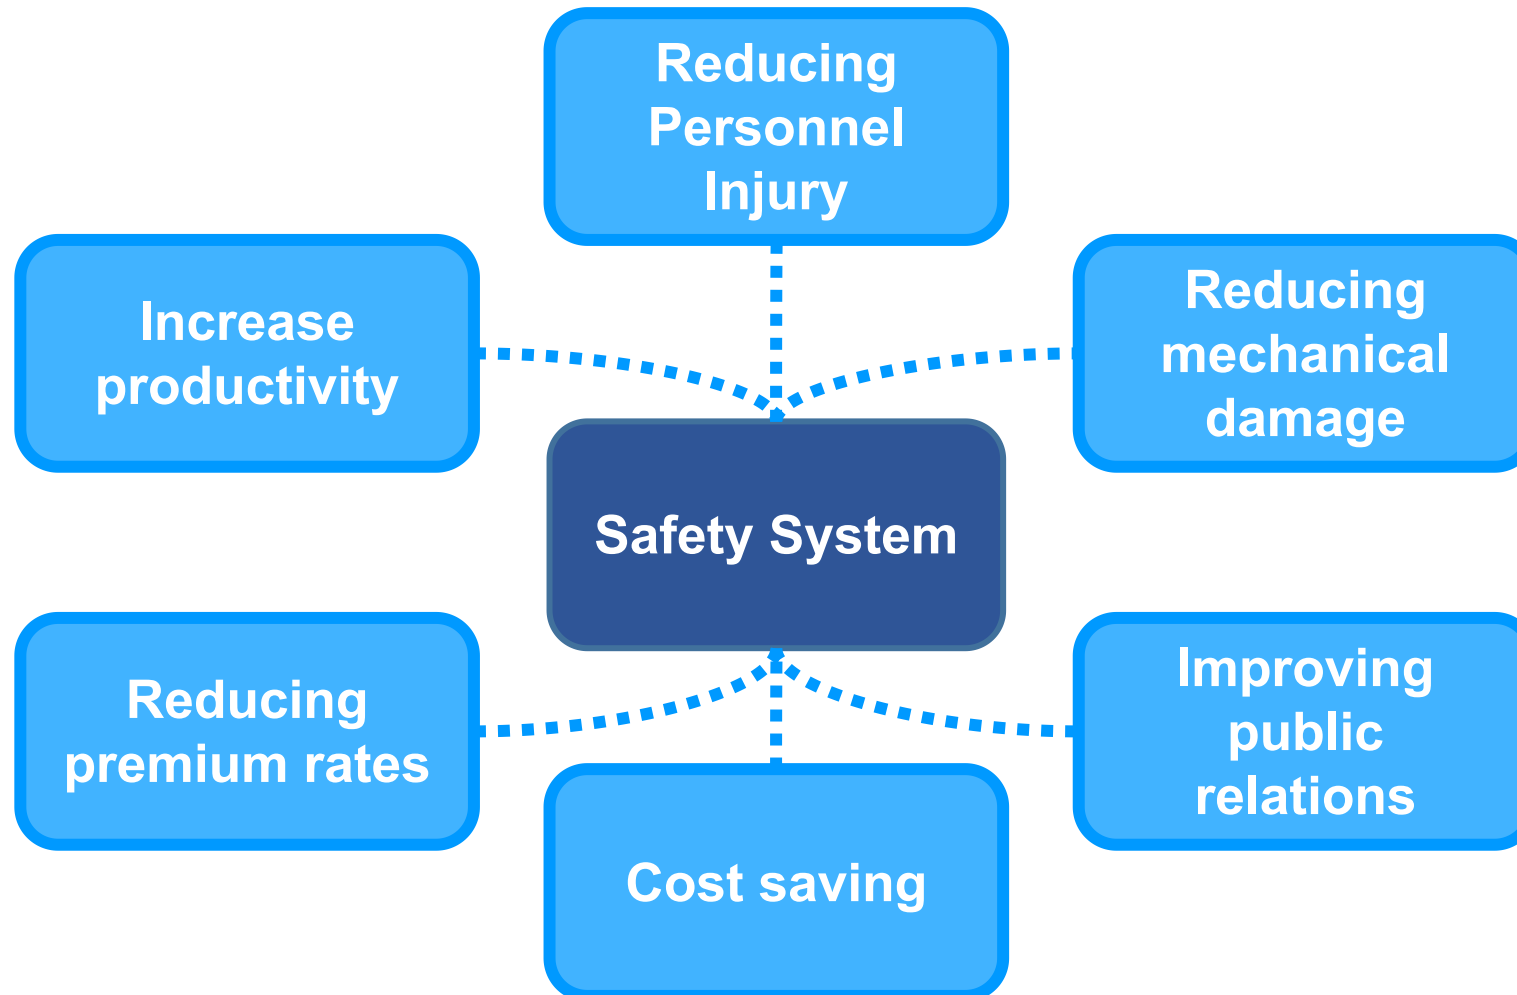 Reducing
Personnel
Injury
Increase
productivity
Reducing
mechanical
damage
Safety System
Reducing
premium rates
Improving
public
relations
Cost saving